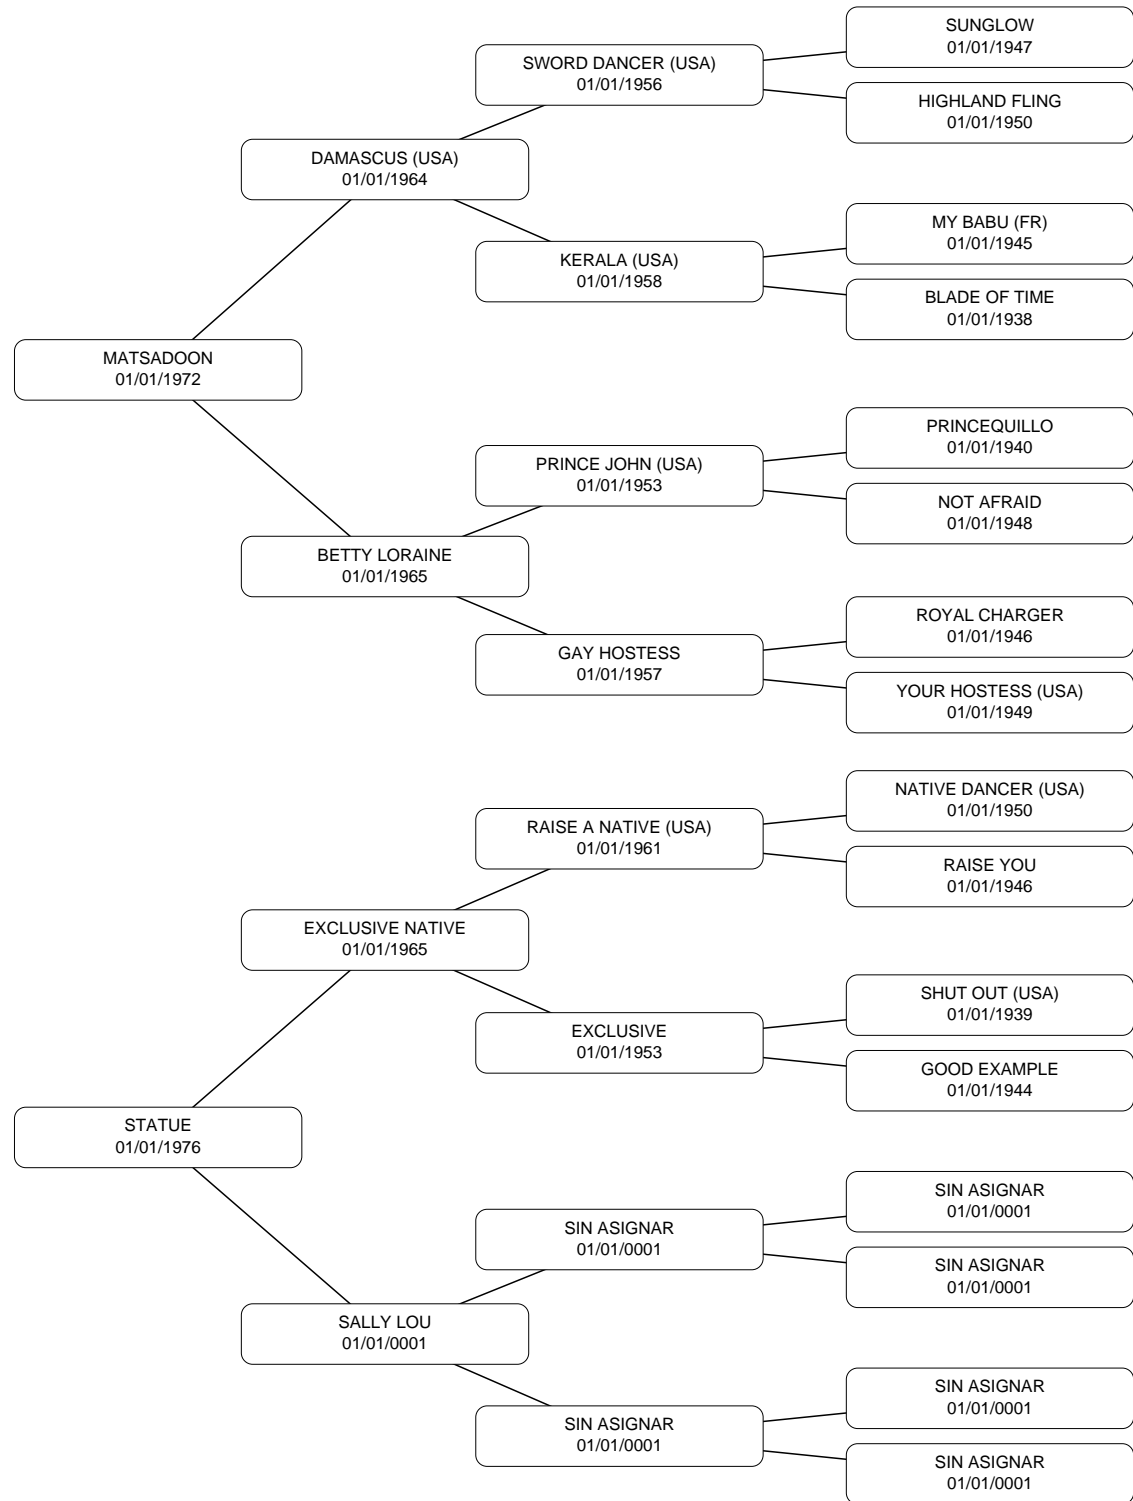 SUNGLOW
01/01/1947
SWORD DANCER (USA)
01/01/1956
HIGHLAND FLING
01/01/1950
DAMASCUS (USA)
01/01/1964
MY BABU (FR)
01/01/1945
KERALA (USA)
01/01/1958
BLADE OF TIME
01/01/1938
MATSADOON
01/01/1972
PRINCEQUILLO
01/01/1940
PRINCE JOHN (USA)
01/01/1953
NOT AFRAID
01/01/1948
BETTY LORAINE
01/01/1965
ROYAL CHARGER
01/01/1946
GAY HOSTESS
01/01/1957
YOUR HOSTESS (USA)
01/01/1949
NATIVE DANCER (USA)
01/01/1950
RAISE A NATIVE (USA)
01/01/1961
RAISE YOU
01/01/1946
EXCLUSIVE NATIVE
01/01/1965
SHUT OUT (USA)
01/01/1939
EXCLUSIVE
01/01/1953
GOOD EXAMPLE
01/01/1944
STATUE
01/01/1976
SIN ASIGNAR
01/01/0001
SIN ASIGNAR
01/01/0001
SIN ASIGNAR
01/01/0001
SALLY LOU
01/01/0001
SIN ASIGNAR
01/01/0001
SIN ASIGNAR
01/01/0001
SIN ASIGNAR
01/01/0001